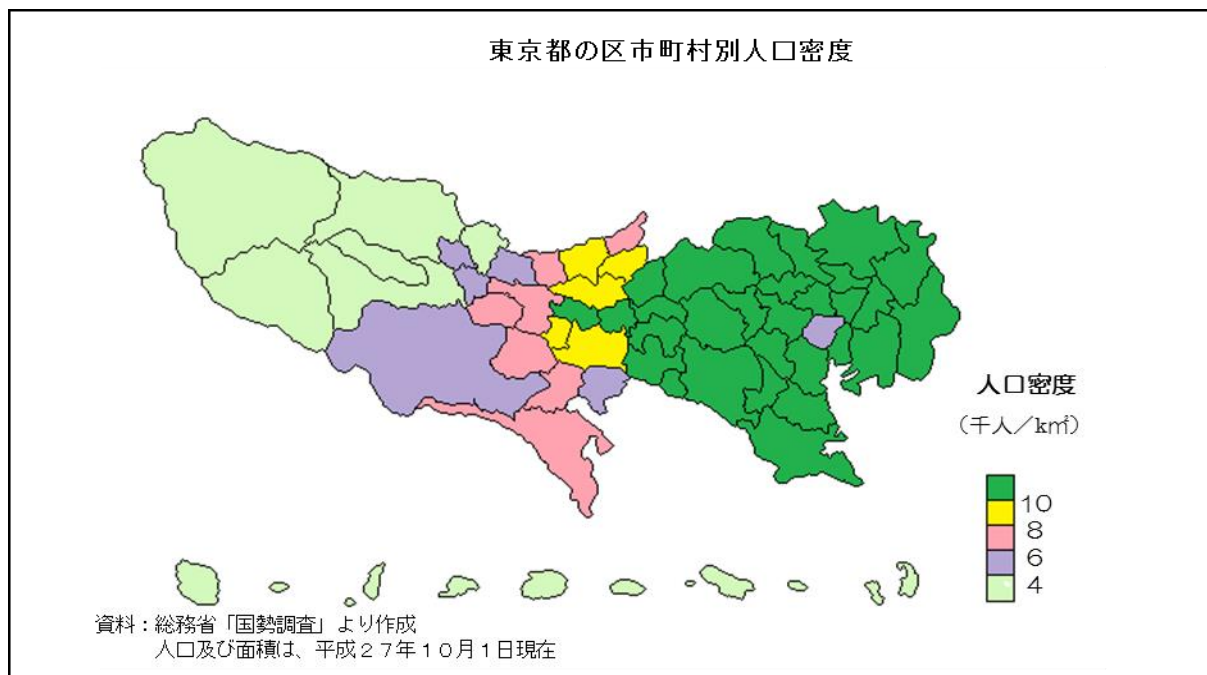 東京都の区市町村別人口密度
人口密度
（千人／k㎡）
10
8
6
4
資料：総務省「国勢調査」より作成
人口及び面積は、平成２７年１０月１日現在